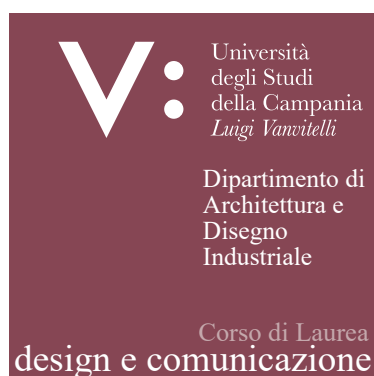 V:
Università
degli Studi
della Campania
Luigi Vanvitelli
Dipartimento di
Architettura e
Disegno
Industriale
Corso di Laurea
design e comunicazione